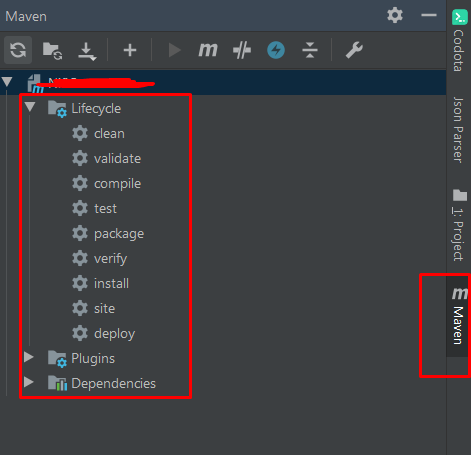 Maven
Lifecycle
clean
validate
compile
test
package
verify
install
site
deploy
Plugins
Dependencies
Codota
Json Parser
1: Project
m Maven